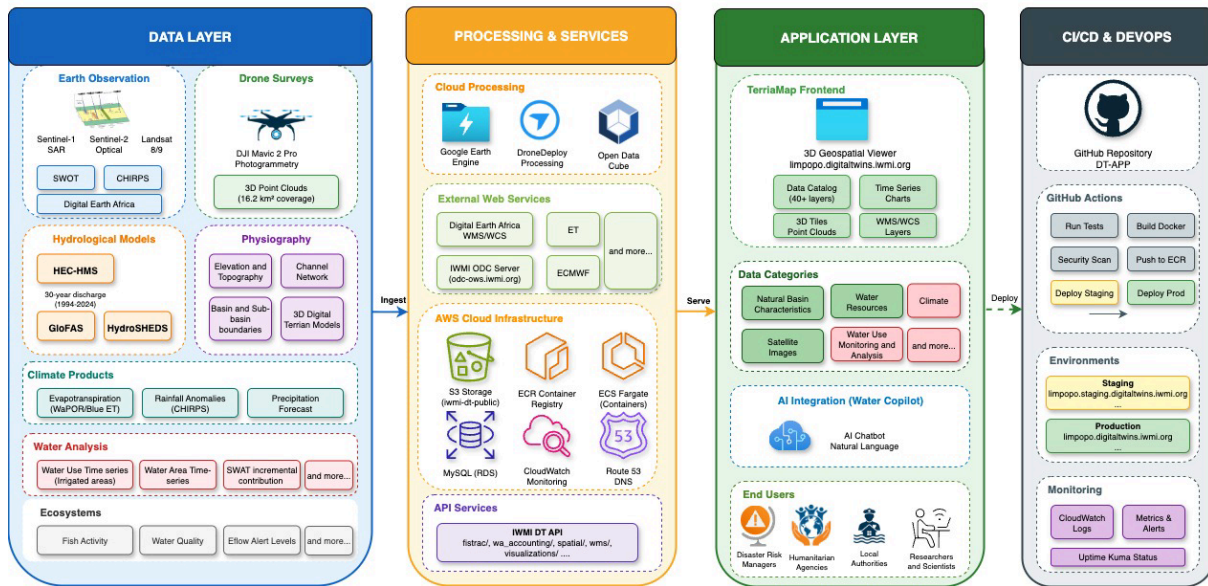 DATA LAYER
Earth Observation
Sentinel-1
SAR
Sentinel-2
Optical
Landsat
8/9
SWOT
CHIRPS
Digital Earth Africa
Drone Surveys
DJI Mavic 2 Pro
Photogrammetry
3D Point Clouds
(16.2 km² coverage)
Hydrological Models
HEC-HMS
30-year discharge
(1994-2024)
GloFAS
HydroSHEDS
Physiography
Elevation and
Topography
Channel
Network
Basin and Sub-
basin
boundaries
3D Digital
Terrian Models
Climate Products
Evapotranspiration
(WaPOR/Blue ET)
Rainfall Anomalies
(CHIRPS)
Precipitation
Forecast
Water Analysis
Water Use Time series
(Irrigated areas)
Water Area Time-
series
SWAT incremental
contribution
and more...
Ecosystems
Fish Activity
Water Quality
Eflow Alert Levels
and more...
Ingest
PROCESSING & SERVICES
Cloud Processing
Google Earth
Engine
DroneDeploy
Processing
Open Data
Cube
External Web Services
Digital Earth Africa
WMS/WCS
ET
IWMI ODC Server
(odc-ows.iwmi.org)
ECMWF
and more...
AWS Cloud Infrastructure
S3 Storage
(iwmi-dt-public)
ECR Container
Registry
ECS Fargate
(Containers)
MySQL (RDS)
CloudWatch
Monitoring
53
Route 53
DNS
API Services
IWMI DT API
fistrac/, wa_accounting/, spatial/, wms/,
visualizations/ ....
Serve
APPLICATION LAYER
TerriaMap Frontend
3D Geospatial Viewer
limpopo.digitaltwins.iwmi.org
Data Catalog
(40+ layers)
Time Series
Charts
3D Tiles
Point Clouds
WMS/WCS
Layers
Data Categories
Natural Basin
Characteristics
Water
Resources
Climate
Satellite
Images
Water Use
Monitoring and
Analysis
and more...
AI Integration (Water Copilot)
AI Chatbot
Natural Language
End Users
Disaster Risk
Managers
Humanitarian
Agencies
Local
Authorities
Researchers
and Scientists
Deploy
CI/CD & DEVOPS
GitHub Repository
DT-APP
GitHub Actions
Run Tests
Build Docker
Security Scan
Push to ECR
Deploy Staging
Deploy Prod
Environments
Staging
limpopo.staging.digitaltwins.iwmi.org
...
Production
limpopo.digitaltwins.iwmi.org
...
Monitoring
CloudWatch
Logs
Metrics &
Alerts
Uptime Kuma Status